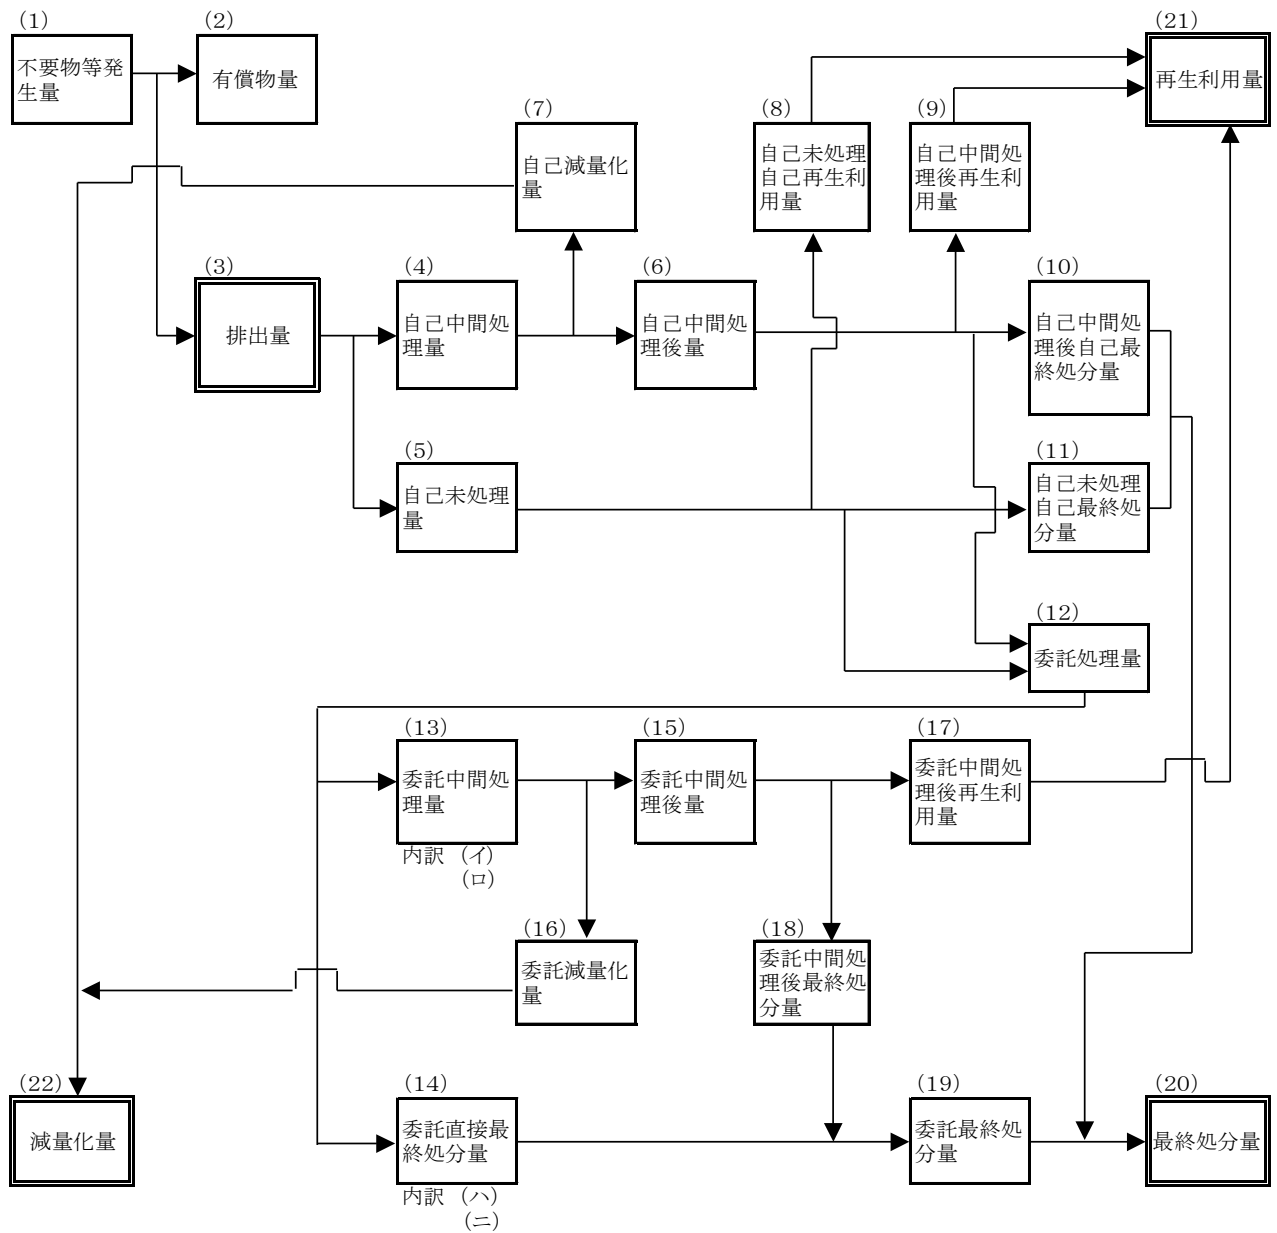 （1）
不要物等発
生量
（2）
有償物量
（21）
再生利用量
（7）
自己減量化
量
（8）
自己未処理
自己再生利
用量
（9）
自己中間処
理後再生利
用量
（3）
排出量
（4）
自己中間処
理量
（6）
自己中間処
理後量
（10）
自己中間処
理後自己最
終処分量
（5）
自己未処理
量
（11）
自己未処理
自己最終処
分量
（12）
委託処理量
（13）
委託中間処
理量
内訳 （イ）
（ロ）
（15）
委託中間処
理後量
（17）
委託中間処
理後再生利
用量
（16）
委託減量化
量
（18）
委託中間処
理後最終処
分量
（22）
減量化量
（14）
委託直接最
終処分量
内訳 （ハ）
（ニ）
（19）
委託最終処
分量
（20）
最終処分量